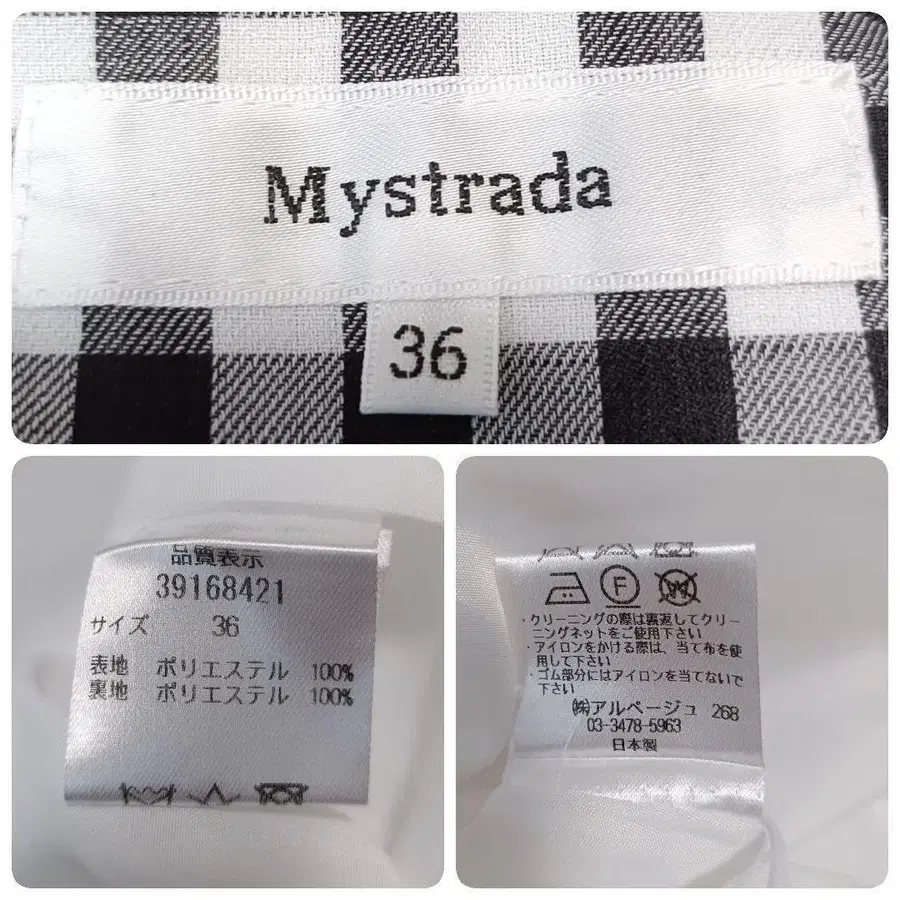 Mystrada
36
品質表示
39168421
サイズ 36
表地 ポリエステル 100%
裏地 ポリエステル 100%
F
W
・クリーニングの際は裏返してクリー
ニングネットをご使用下さい
・アイロンをかける際は、当て布を使
用して下さい
・ゴム部分にはアイロンを当てないで
下さい
㈱アルページュ 268
03-3478-5963
日本製